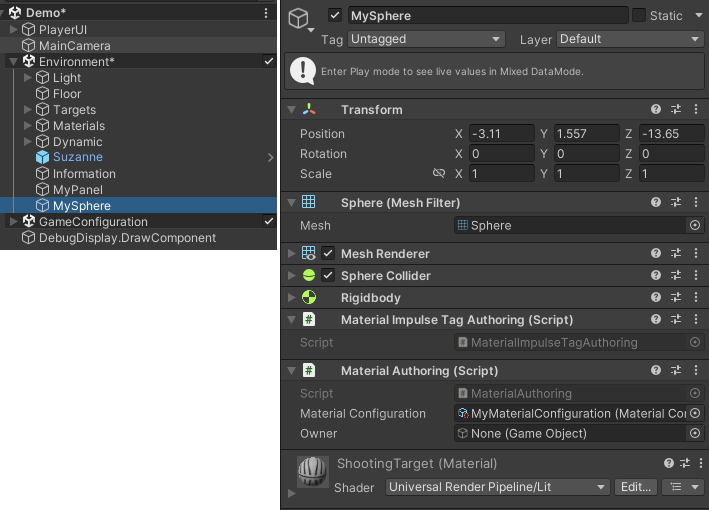 Demo*
PlayerUI
MainCamera
Environment*
Light
Floor
Targets
Materials
Dynamic
Suzanne
Information
MyPanel
MySphere
GameConfiguration
DebugDisplay.DrawComponent
MySphere Static
Tag Untagged Layer Default
Enter Play mode to see live values in Mixed DataMode.
Transform
Position X -3.11 Y 1.557 Z -13.65
Rotation X 0 Y 0 Z 0
Scale X 1 Y 1 Z 1
Sphere (Mesh Filter)
Mesh Sphere
Mesh Renderer
Sphere Collider
Rigidbody
# Material Impulse Tag Authoring (Script)
Script # MaterialImpulseTagAuthoring
# Material Authoring (Script)
Script # MaterialAuthoring
Material Configuration MyMaterialConfiguration (Material Co
Owner None (Game Object)
ShootingTarget (Material)
Shader Universal Render Pipeline/Lit Edit...